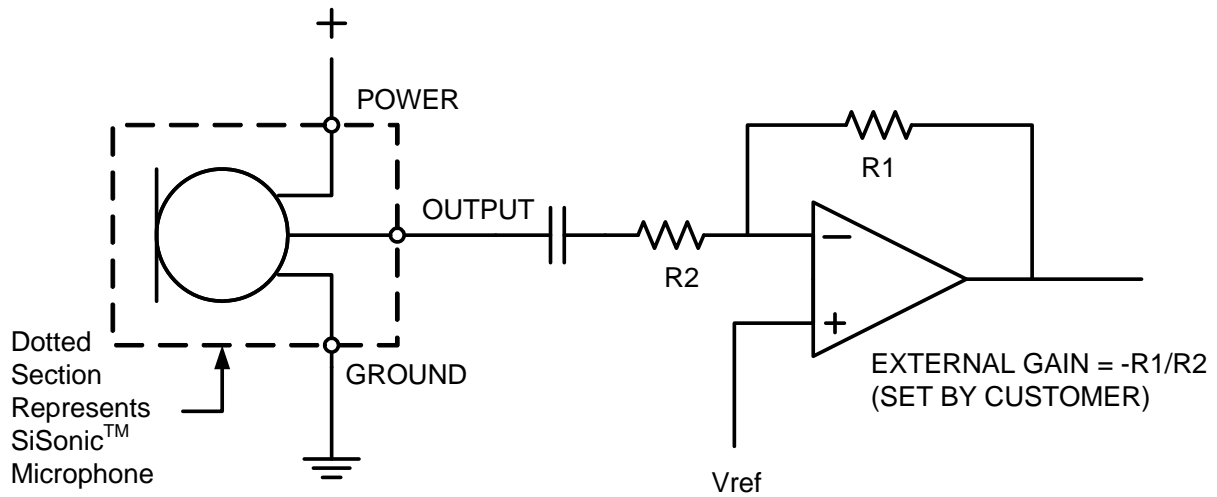 +
POWER
OUTPUT
R1
R2
−
+
Dotted
Section
Represents
SiSonic™
Microphone
GROUND
EXTERNAL GAIN = -R1/R2
(SET BY CUSTOMER)
Vref